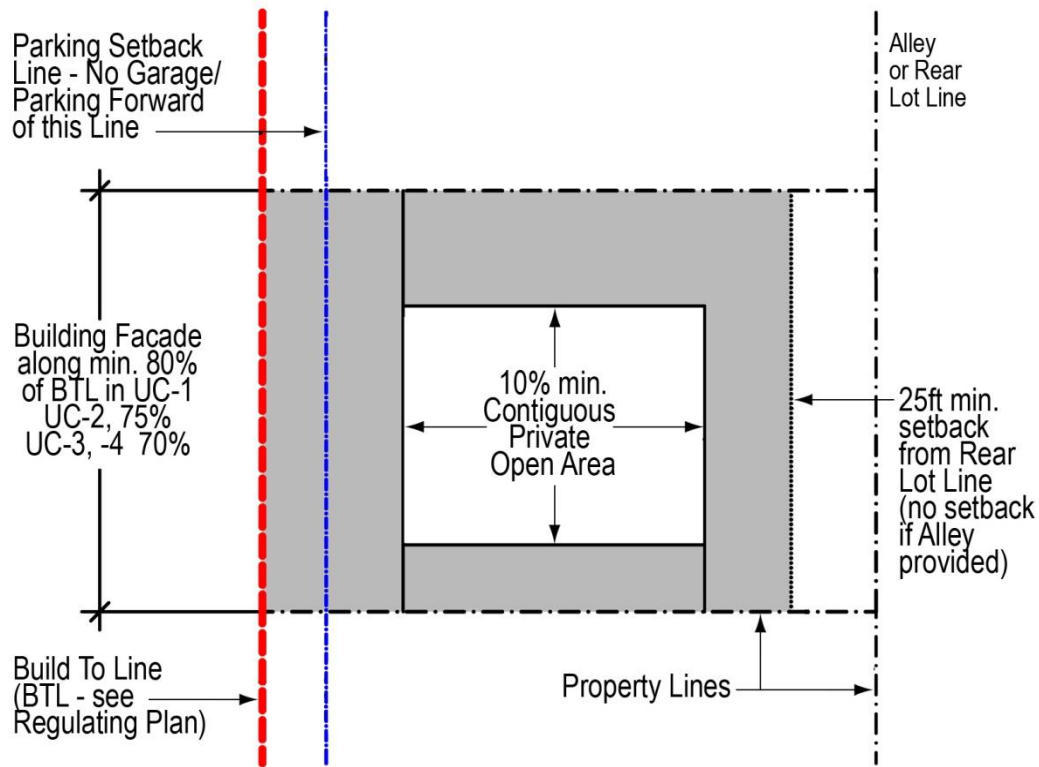 Parking Setback
Line - No Garage/
Parking Forward
of this Line
Alley
or Rear
Lot Line
Building Facade
along min. 80%
of BTL in UC-1
UC-2, 75%
UC-3, -4  70%
10% min.
Contiguous
Private
Open Area
25ft min.
setback
from Rear
Lot Line
(no setback
if Alley
provided)
Build To Line
(BTL - see
Regulating Plan)
Property Lines